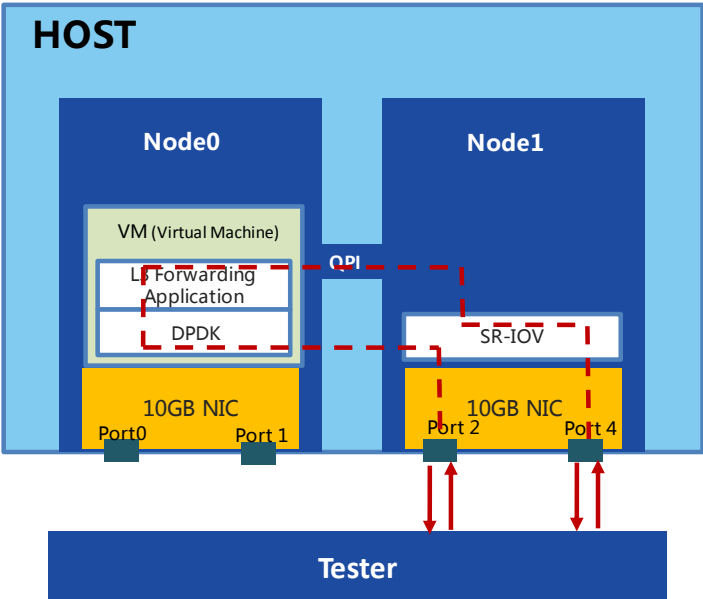 HOST
Node0
Node1
VM (Virtual Machine)
QPI
L3 Forwarding
Application
DPDK
SR-IOV
10GB NIC
10GB NIC
Port0
Port 1
Port 2
Port 4
Tester